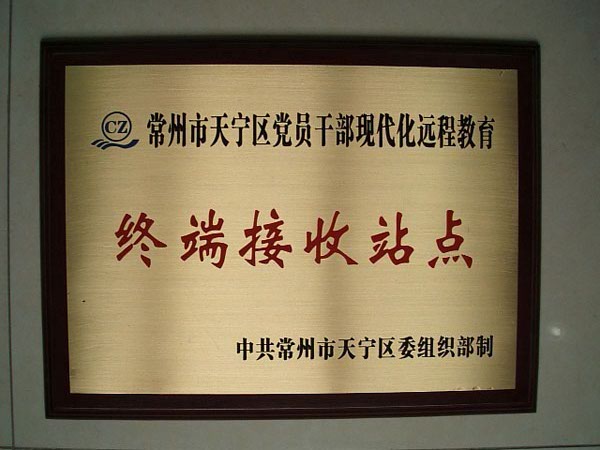 CZ 常州市天宁区党员干部现代化远程教育
终端接收站点
中共常州市天宁区委组织部制